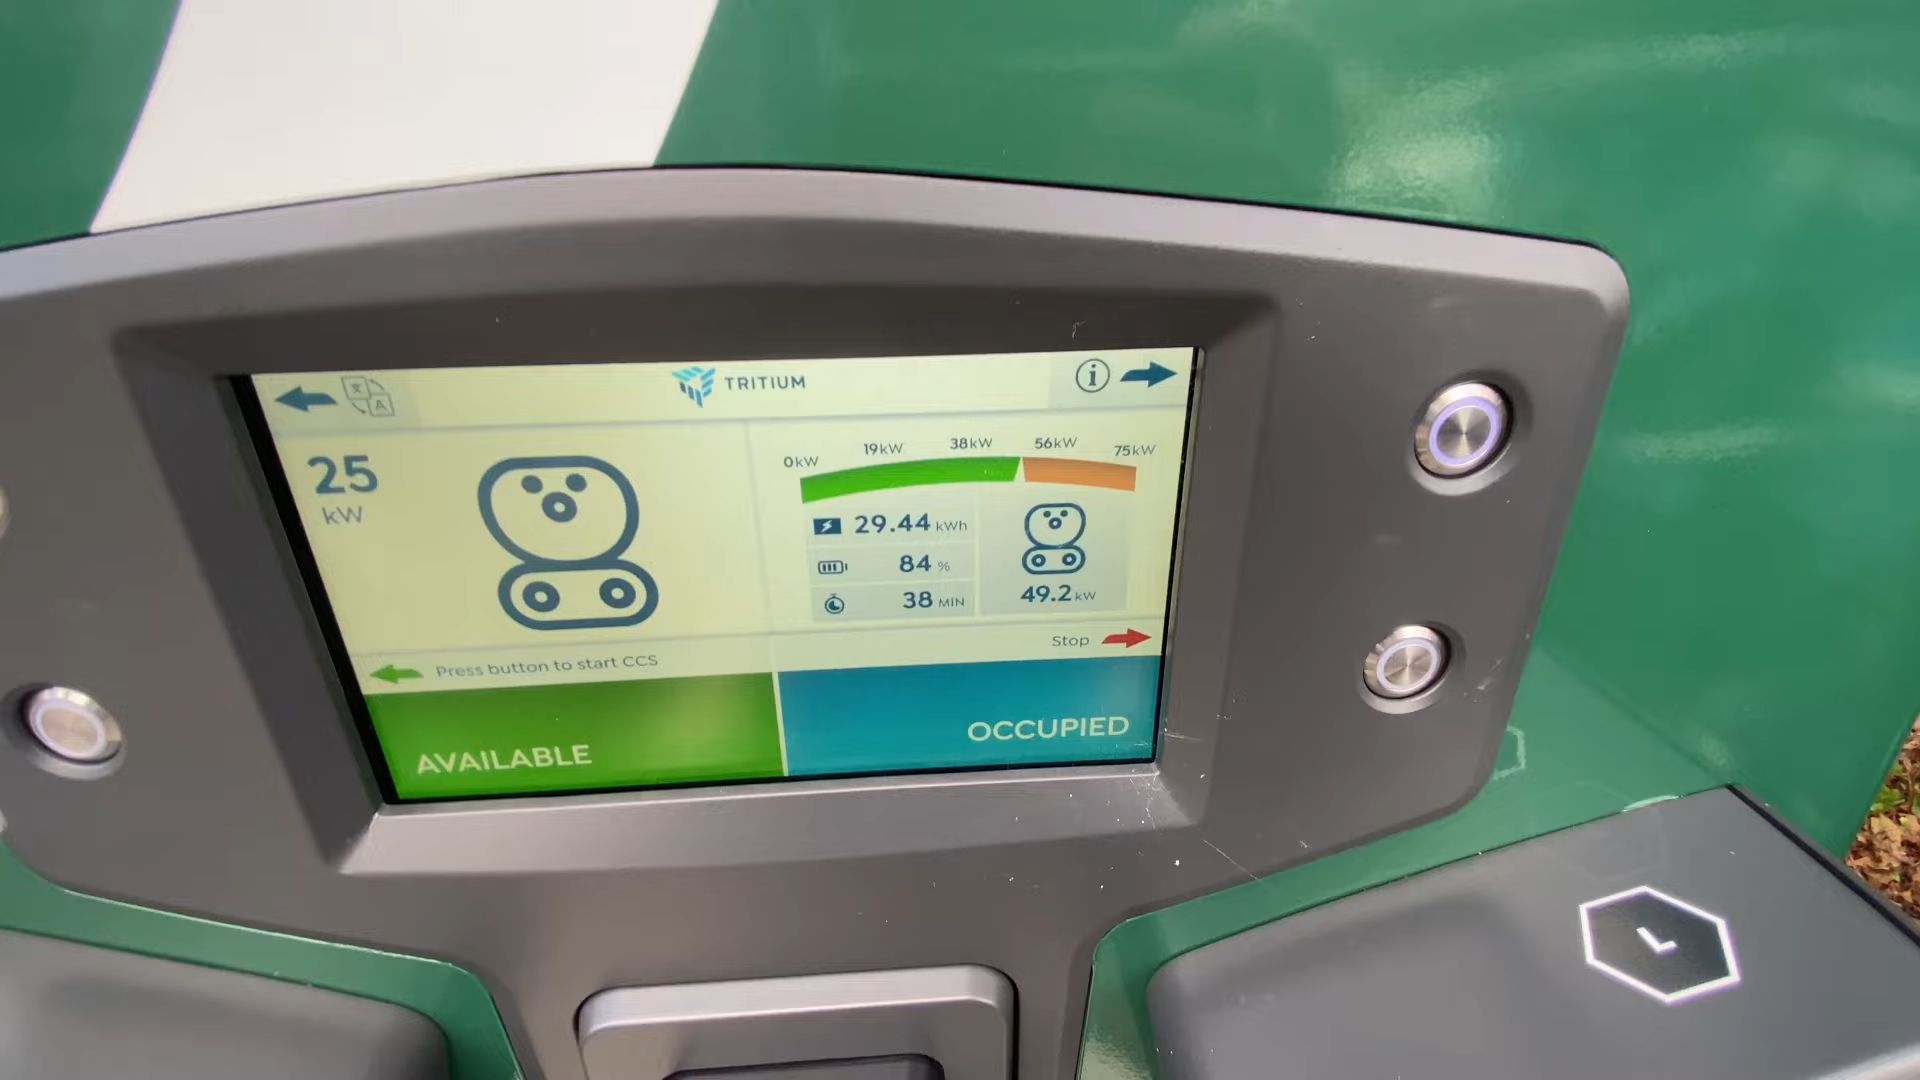 TRITIUM
25
kW
0kW 19kW 38kW 56kW 75kW
29.44 kWh
84 %
38 MIN
49.2 kW
Press button to start CCS
Stop
AVAILABLE
OCCUPIED